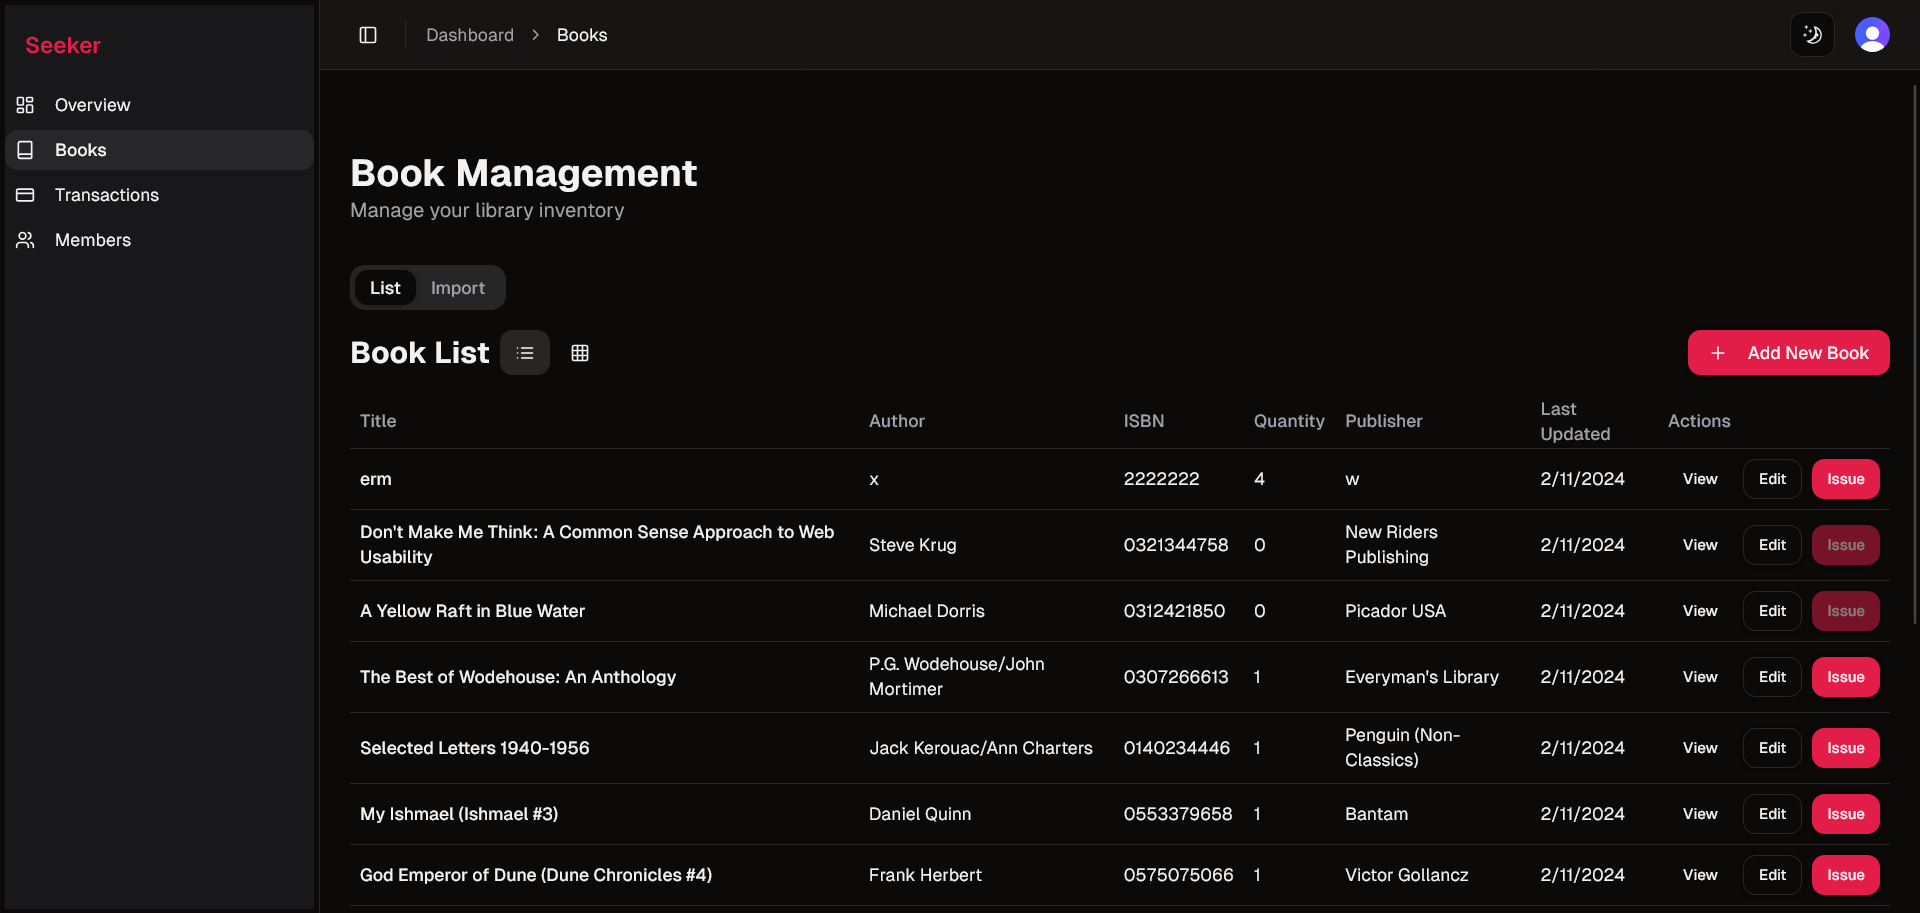 Seeker
Overview
Books
Transactions
Members
Dashboard > Books
Book Management
Manage your library inventory
List Import
Book List
Add New Book
Title Author ISBN Quantity Publisher Last Updated Actions
erm x 2222222 4 w 2/11/2024 View Edit Issue
Don't Make Me Think: A Common Sense Approach to Web Usability Steve Krug 0321344758 0 New Riders Publishing 2/11/2024 View Edit Issue
A Yellow Raft in Blue Water Michael Dorris 0312421850 0 Picador USA 2/11/2024 View Edit Issue
The Best of Wodehouse: An Anthology P.G. Wodehouse/John Mortimer 0307266613 1 Everyman's Library 2/11/2024 View Edit Issue
Selected Letters 1940-1956 Jack Kerouac/Ann Charters 0140234446 1 Penguin (Non-Classics) 2/11/2024 View Edit Issue
My Ishmael (Ishmael #3) Daniel Quinn 0553379658 1 Bantam 2/11/2024 View Edit Issue
God Emperor of Dune (Dune Chronicles #4) Frank Herbert 0575075066 1 Victor Gollancz 2/11/2024 View Edit Issue